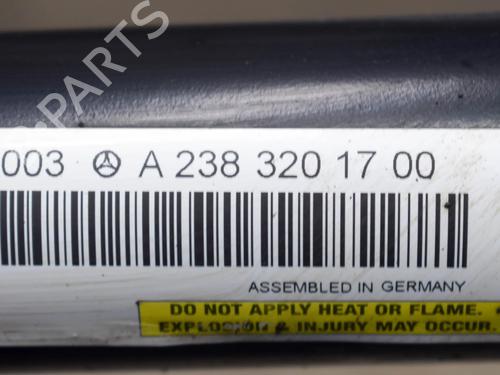 PARTS
003 A 238 320 17 00
ASSEMBLED IN GERMANY
DO NOT APPLY HEAT OR FLAME.
EXPLOSION & INJURY MAY OCCUR.